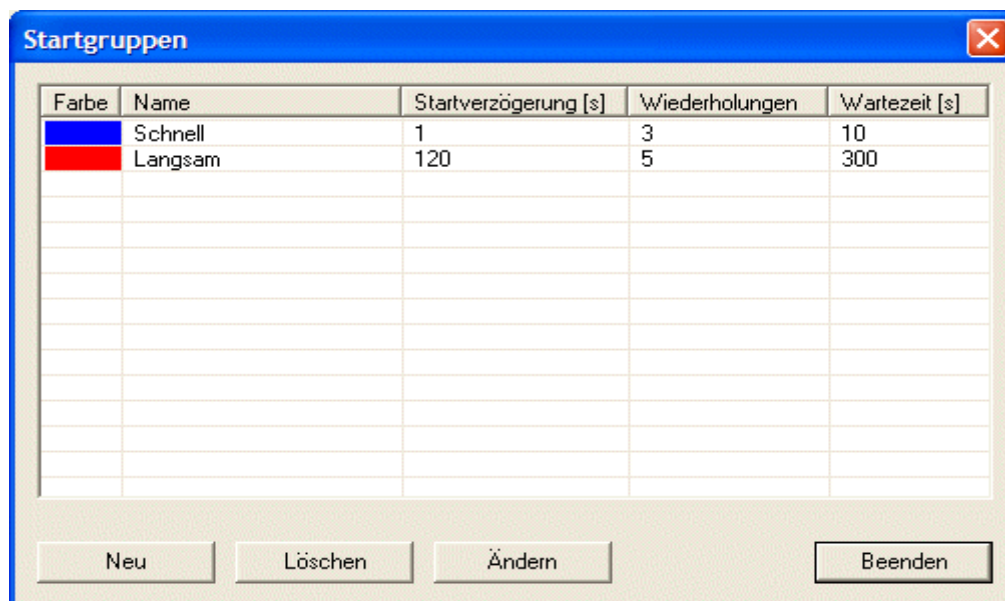 Startgruppen
Farbe Name Startverzögerung [s] Wiederholungen Wartezeit [s]
Schnell 1 3 10
Langsam 120 5 300
Neu Löschen Ändern Beenden